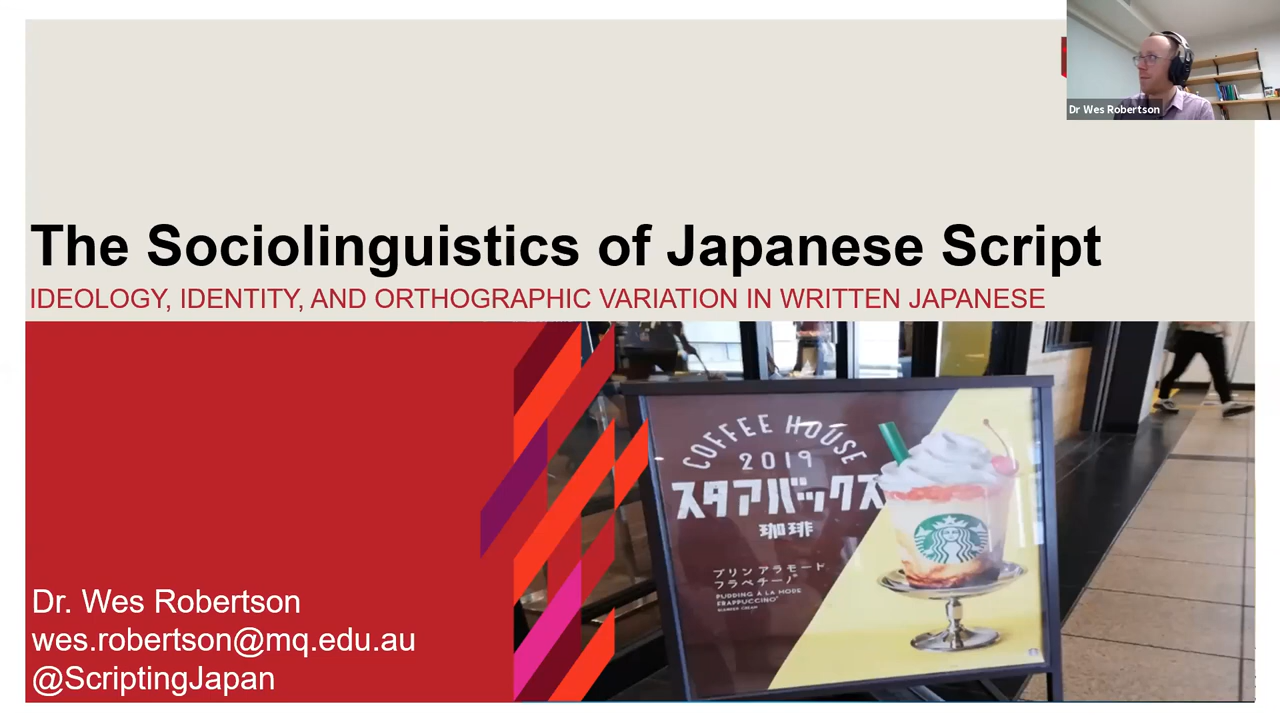 Dr Wes Robertson
The Sociolinguistics of Japanese Script
IDEOLOGY, IDENTITY, AND ORTHOGRAPHIC VARIATION IN WRITTEN JAPANESE
COFFEE HOUSE
2019
スタアバックス
珈琲
プリン アラモード
フラペチーノ®
PUDDING À LA MODE
FRAPPUCCINO®
BLENDED CREAM
Dr. Wes Robertson
wes.robertson@mq.edu.au
@ScriptingJapan